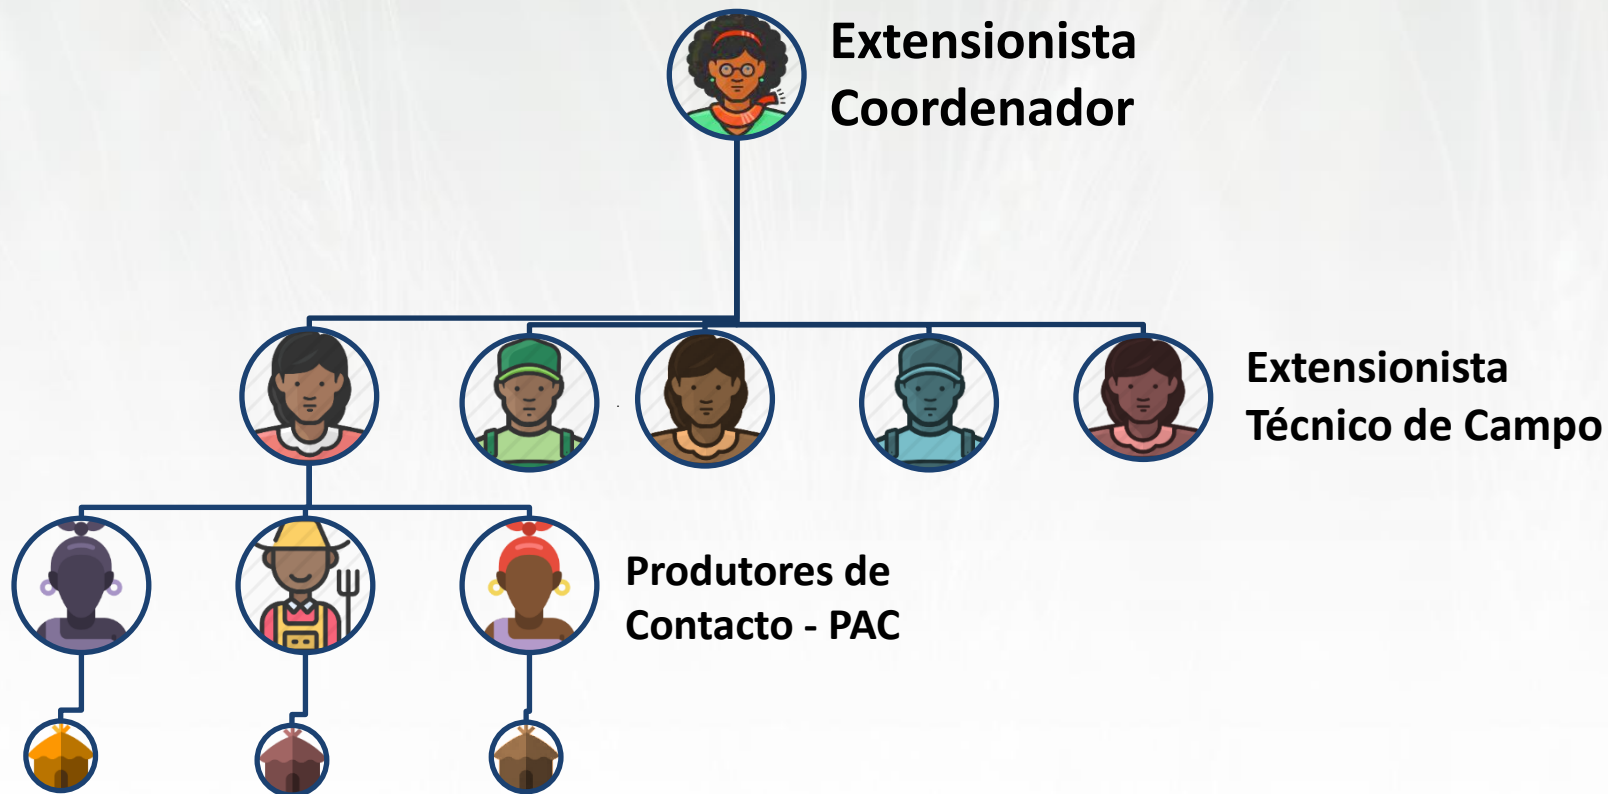 Extensionista
Coordenador
Extensionista
Técnico de Campo
Produtores de
Contacto - PAC